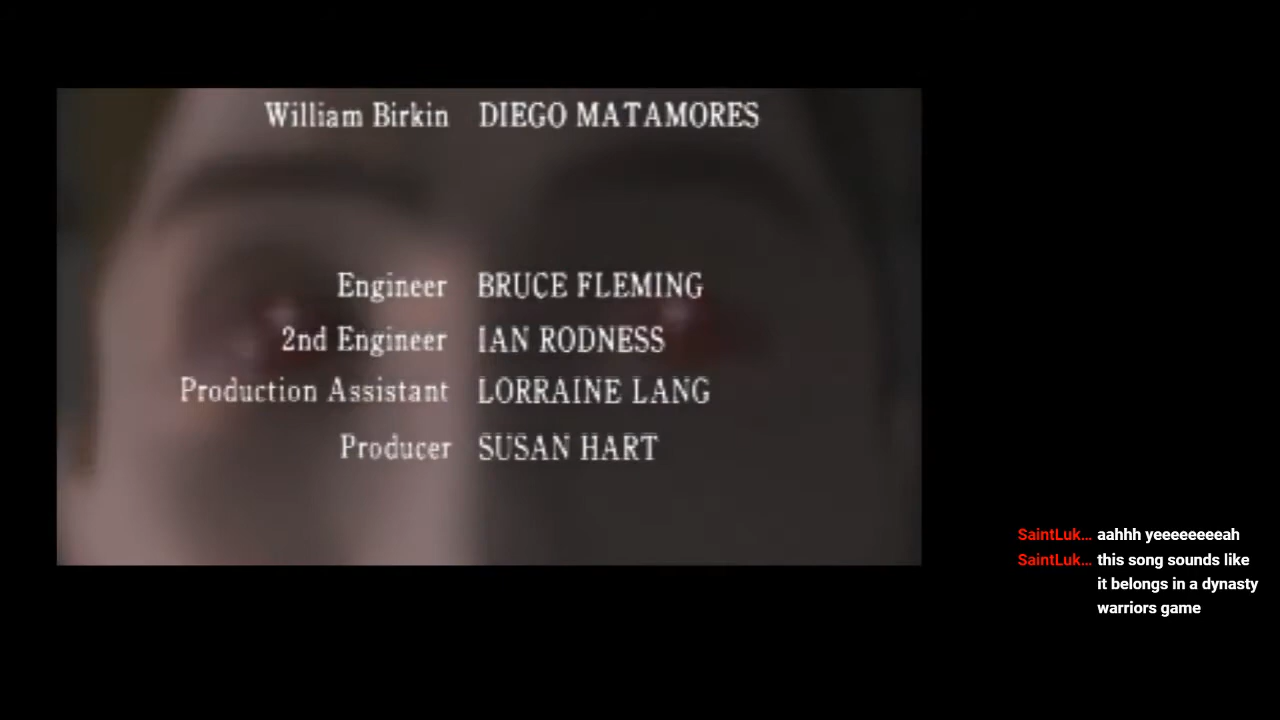 William Birkin DIEGO MATAMORES
Engineer BRUCE FLEMING
2nd Engineer IAN RODNESS
Production Assistant LORRAINE LANG
Producer SUSAN HART
SaintLuk... aahhh yeeeeeeeeah
SaintLuk... this song sounds like
it belongs in a dynasty
warriors game